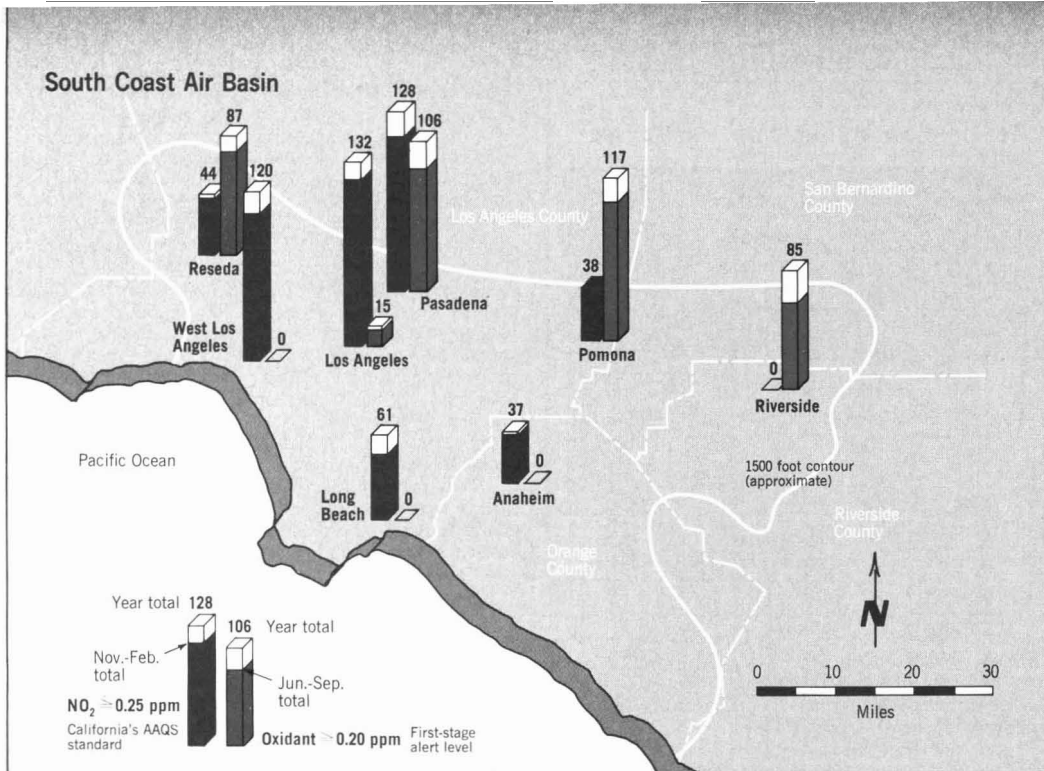 South Coast Air Basin
128
87
106
132
120
117
44
San Bernardino
County
Los Angeles County
85
38
Reseda
15
Pasadena
West Los
Angeles
0
Los Angeles
Pomona
0
Riverside
61
37
Pacific Ocean
1500 foot contour
(approximate)
0
Long
Beach
0
Anaheim
Riverside
County
Orange
County
Year total 128
106 Year total
N
Nov.-Feb.
total
Jun.-Sep.
total
0 10 20 30
Miles
NO₂ ≥ 0.25 ppm
California's AAQS
standard
Oxidant ≥ 0.20 ppm
First-stage
alert level